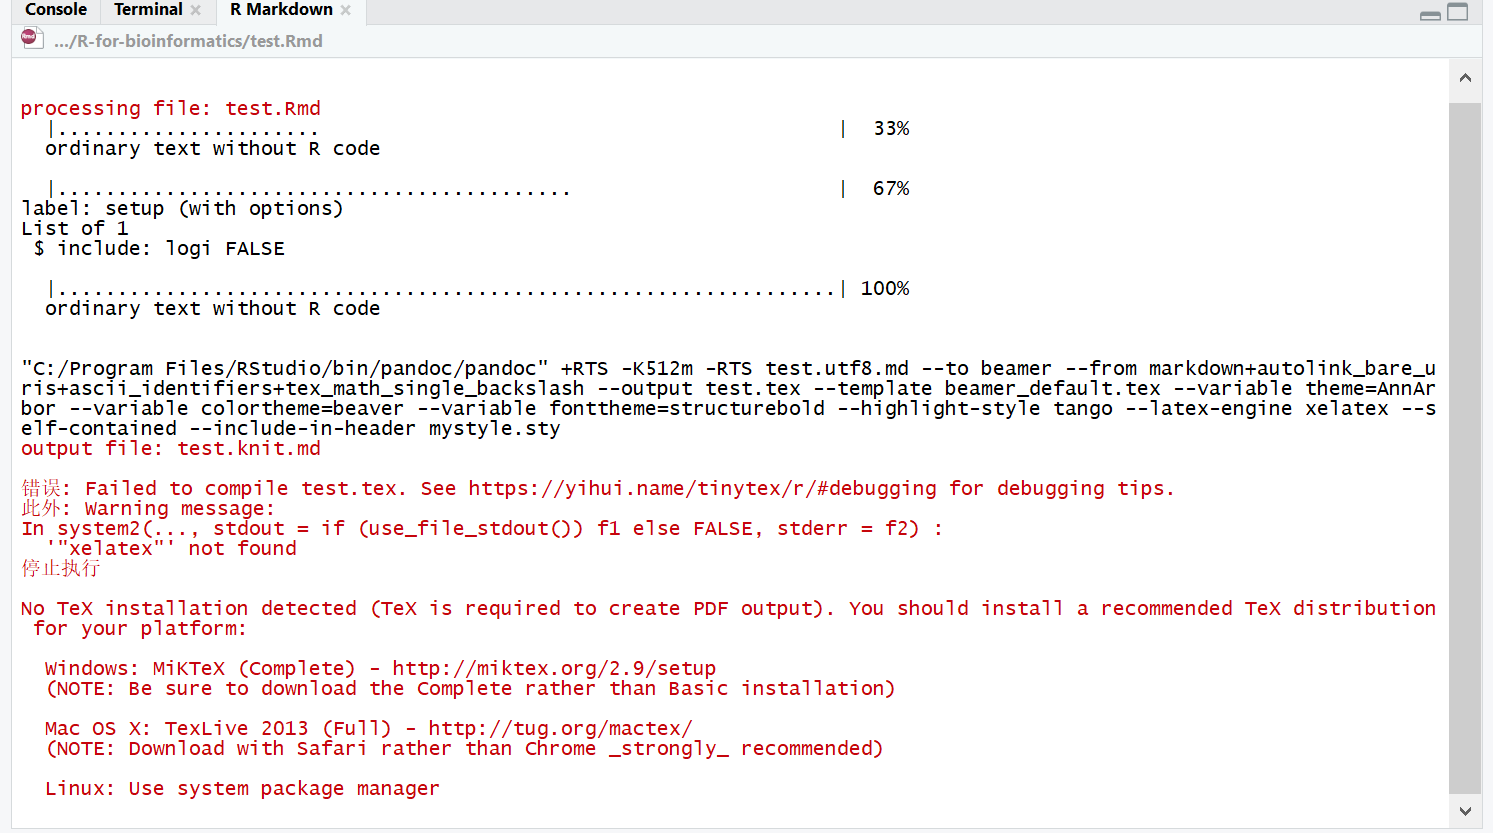 Console Terminal × R Markdown ×
.../R-for-bioinformatics/test.Rmd
processing file: test.Rmd
|...................... | 33%
ordinary text without R code
|........................................... | 67%
label: setup (with options)
List of 1
$ include: logi FALSE
|.................................................................| 100%
ordinary text without R code
"C:/Program Files/RStudio/bin/pandoc/pandoc" +RTS -K512m -RTS test.utf8.md --to beamer --from markdown+autolink_bare_u
ris+ascii_identifiers+tex_math_single_backslash --output test.tex --template beamer_default.tex --variable theme=AnnAr
bor --variable colortheme=beaver --variable fonttheme=structurebold --highlight-style tango --latex-engine xelatex --s
elf-contained --include-in-header mystyle.sty
output file: test.knit.md
错误: Failed to compile test.tex. See https://yihui.name/tinytex/r/#debugging for debugging tips.
此外: Warning message:
In system2(..., stdout = if (use_file_stdout()) f1 else FALSE, stderr = f2) :
'"xelatex"' not found
停止执行
No TeX installation detected (TeX is required to create PDF output). You should install a recommended TeX distribution
for your platform:
Windows: MiKTeX (Complete) - http://miktex.org/2.9/setup
(NOTE: Be sure to download the Complete rather than Basic installation)
Mac OS X: TexLive 2013 (Full) - http://tug.org/mactex/
(NOTE: Download with Safari rather than Chrome _strongly_ recommended)
Linux: Use system package manager